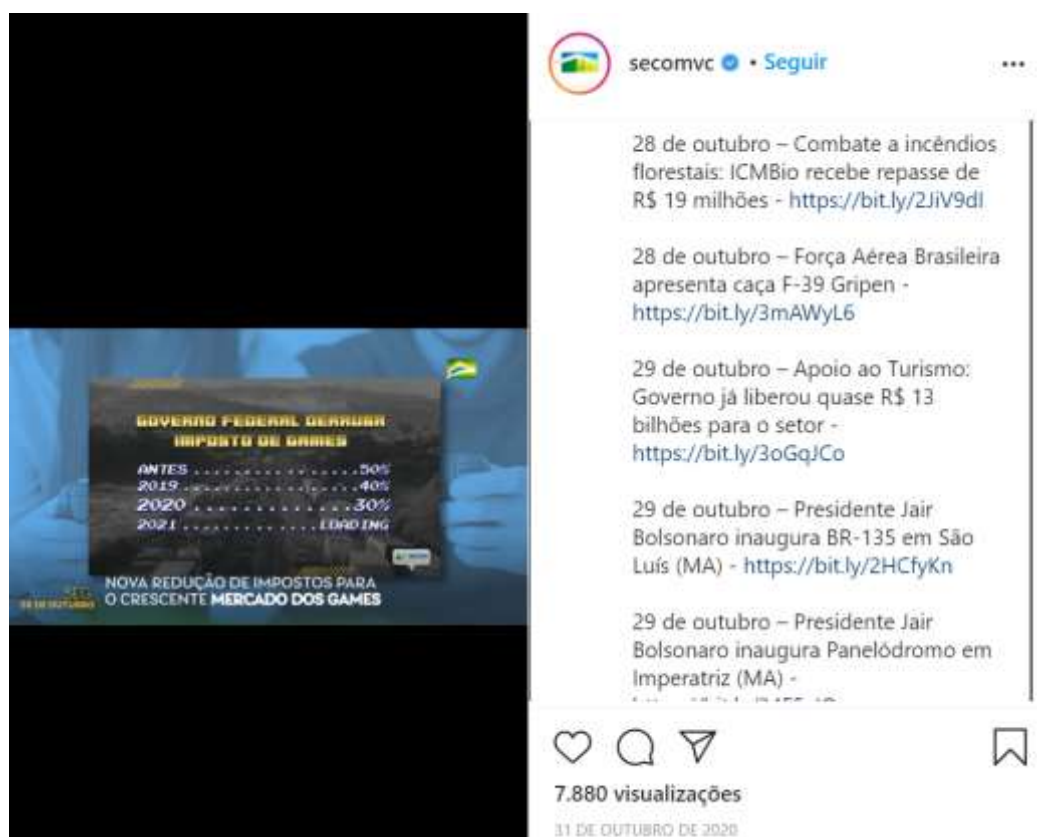 secomvc • Seguir
28 de outubro – Combate a incêndios
florestais: ICMBio recebe repasse de
R$ 19 milhões - https://bit.ly/2JiV9dl
28 de outubro – Força Aérea Brasileira
apresenta caça F-39 Gripen -
https://bit.ly/3mAWyL6
29 de outubro – Apoio ao Turismo:
Governo já liberou quase R$ 13
bilhões para o setor -
https://bit.ly/3oGqJCo
29 de outubro – Presidente Jair
Bolsonaro inaugura BR-135 em São
Luís (MA) - https://bit.ly/2HCfyKn
29 de outubro – Presidente Jair
Bolsonaro inaugura Panelódromo em
Imperatriz (MA) -
GOVERNO FEDERAL DERRUBA
IMPOSTO DE GAMES
ANTES ................50%
2019 .................40%
2020 .............30%
2021 .............LOADING
NOVA REDUÇÃO DE IMPOSTOS PARA
O CRESCENTE MERCADO DOS GAMES
DE OUTUBRO
7.880 visualizações
31 DE OUTUBRO DE 2020